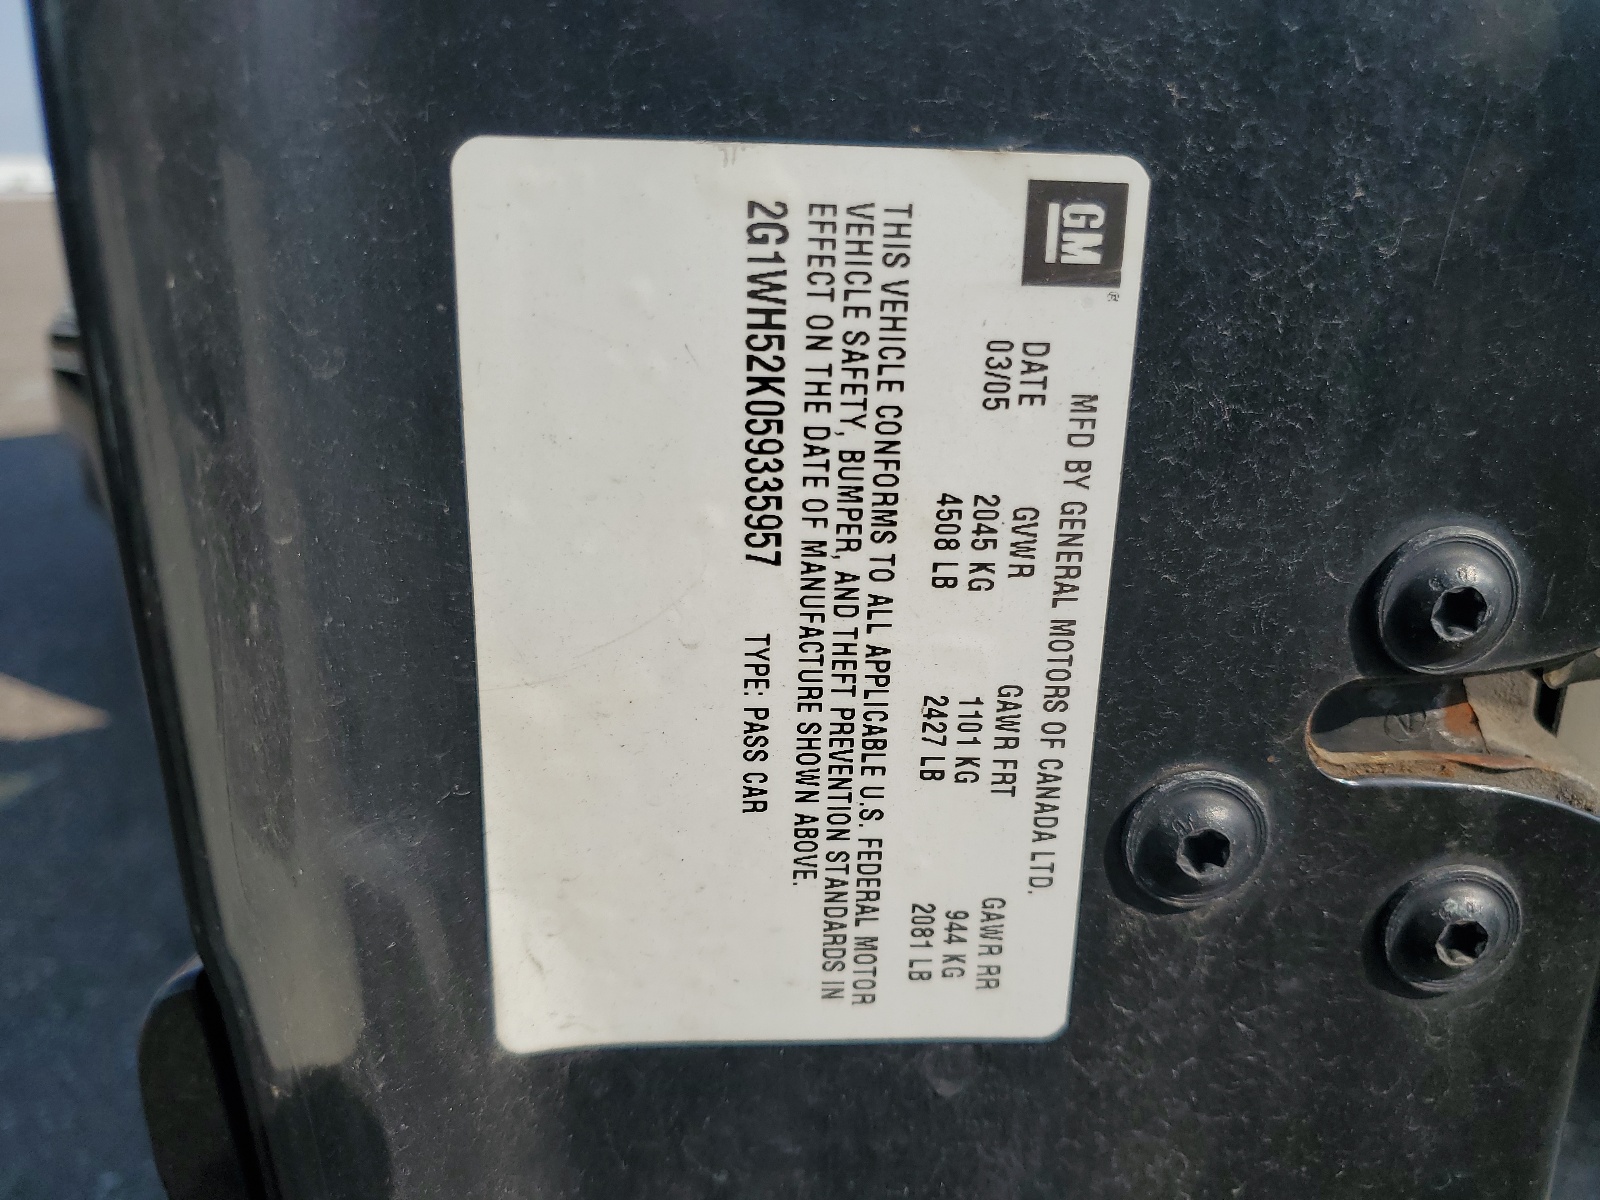 GM®
MFD BY GENERAL MOTORS OF CANADA LTD.
DATE GVWR GAWR FRT GAWR RR
03/05 2045 KG 1101 KG 944 KG
4508 LB 2427 LB 2081 LB
THIS VEHICLE CONFORMS TO ALL APPLICABLE U.S. FEDERAL MOTOR
VEHICLE SAFETY, BUMPER, AND THEFT PREVENTION STANDARDS IN
EFFECT ON THE DATE OF MANUFACTURE SHOWN ABOVE.
2G1WH52K059335957 TYPE: PASS CAR